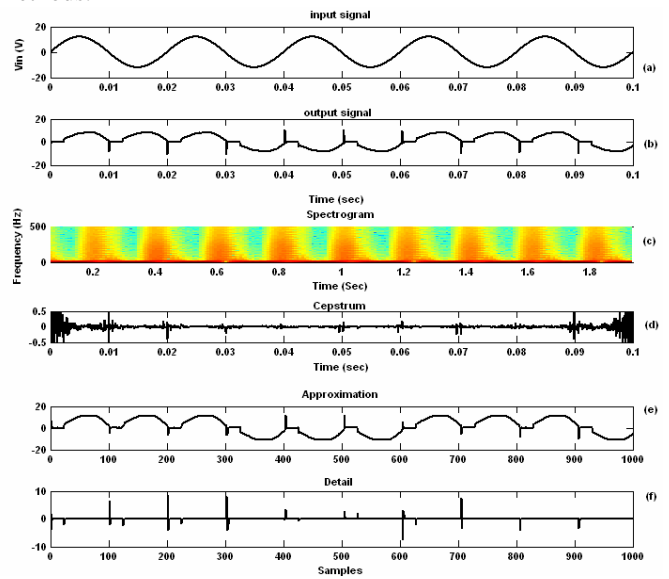 input signal
Vin (V)
20
0
-20
0 0.01 0.02 0.03 0.04 0.05 0.06 0.07 0.08 0.09 0.1
(a)
output signal
20
0
-20
0 0.01 0.02 0.03 0.04 0.05 0.06 0.07 0.08 0.09 0.1
(b)
Time (sec)
Spectrogram
Frequency (Hz)
500
0
0.2 0.4 0.6 0.8 1 1.2 1.4 1.6 1.8
(c)
Time (Sec)
Cepstrum
0.5
0
-0.5
0 0.01 0.02 0.03 0.04 0.05 0.06 0.07 0.08 0.09 0.1
(d)
Time (sec)
Approximation
20
0
-20
0 100 200 300 400 500 600 700 800 900 1000
(e)
Detail
10
0
-10
0 100 200 300 400 500 600 700 800 900 1000
(f)
Samples